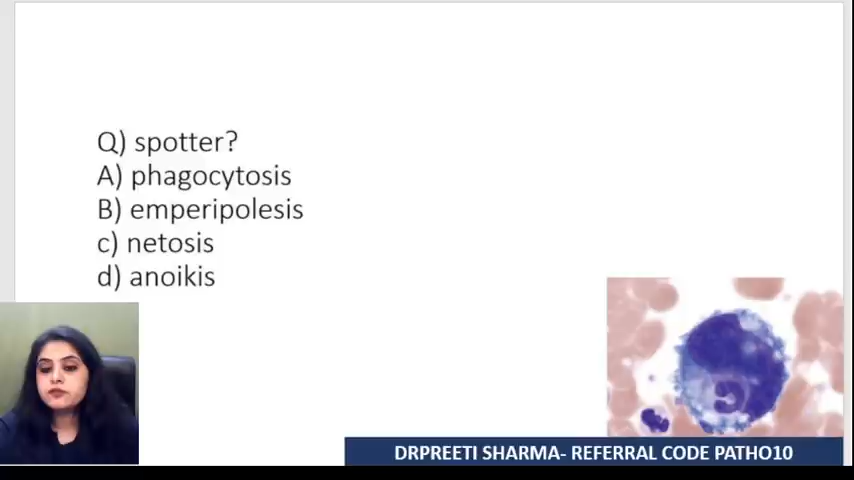 Q) spotter?
A) phagocytosis
B) emperipolesis
c) netosis
d) anoikis
DRPREETI SHARMA- REFERRAL CODE PATHO10